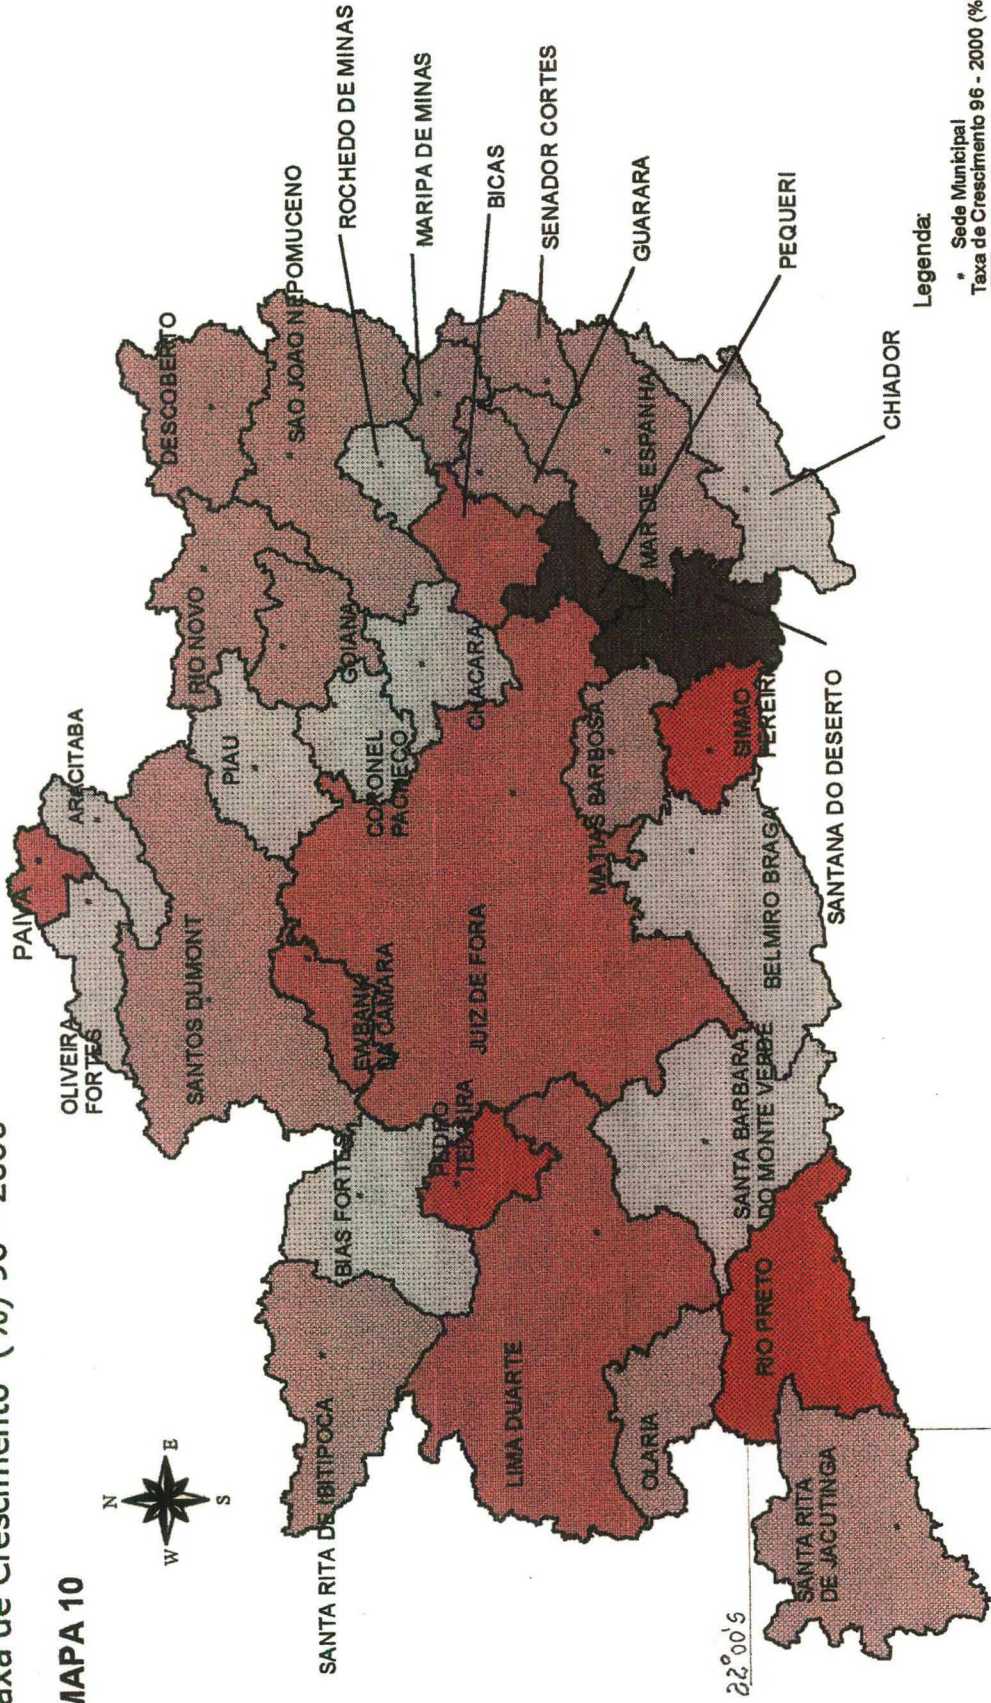 MAPA 10
Taxa de Crescimento (%) 96 - 2000
N
W
E
S
PAIVA
OLIVEIRA
FORTES
ARACITABA
SANTOS DUMONT
DESCOBERTO
RIO NOVO
PIAU
SAO JOAO NEPOMUCENO
ROCHEDO DE MINAS
MARIPA DE MINAS
BICAS
SENADOR CORTES
GUARARA
PEQUERI
GOIANA
CORONEL
PACHECO
CHACARA
EWBANK
DA CAMARA
JUIZ DE FORA
BIAS FORTES
PEDRO
TEIXEIRA
SANTA RITA DE IBITIPOCA
LIMA DUARTE
OLARIA
MATIAS BARBOSA
MAR DE ESPANHA
SIMAO
PEREIRA
CHIADOR
SANTANA DO DESERTO
BELMIRO BRAGA
SANTA BARBARA
DO MONTE VERDE
RIO PRETO
SANTA RITA
DE JACUTINGA
22°00'S
Legenda:
* Sede Municipal
Taxa de Crescimento 96 - 2000 (%